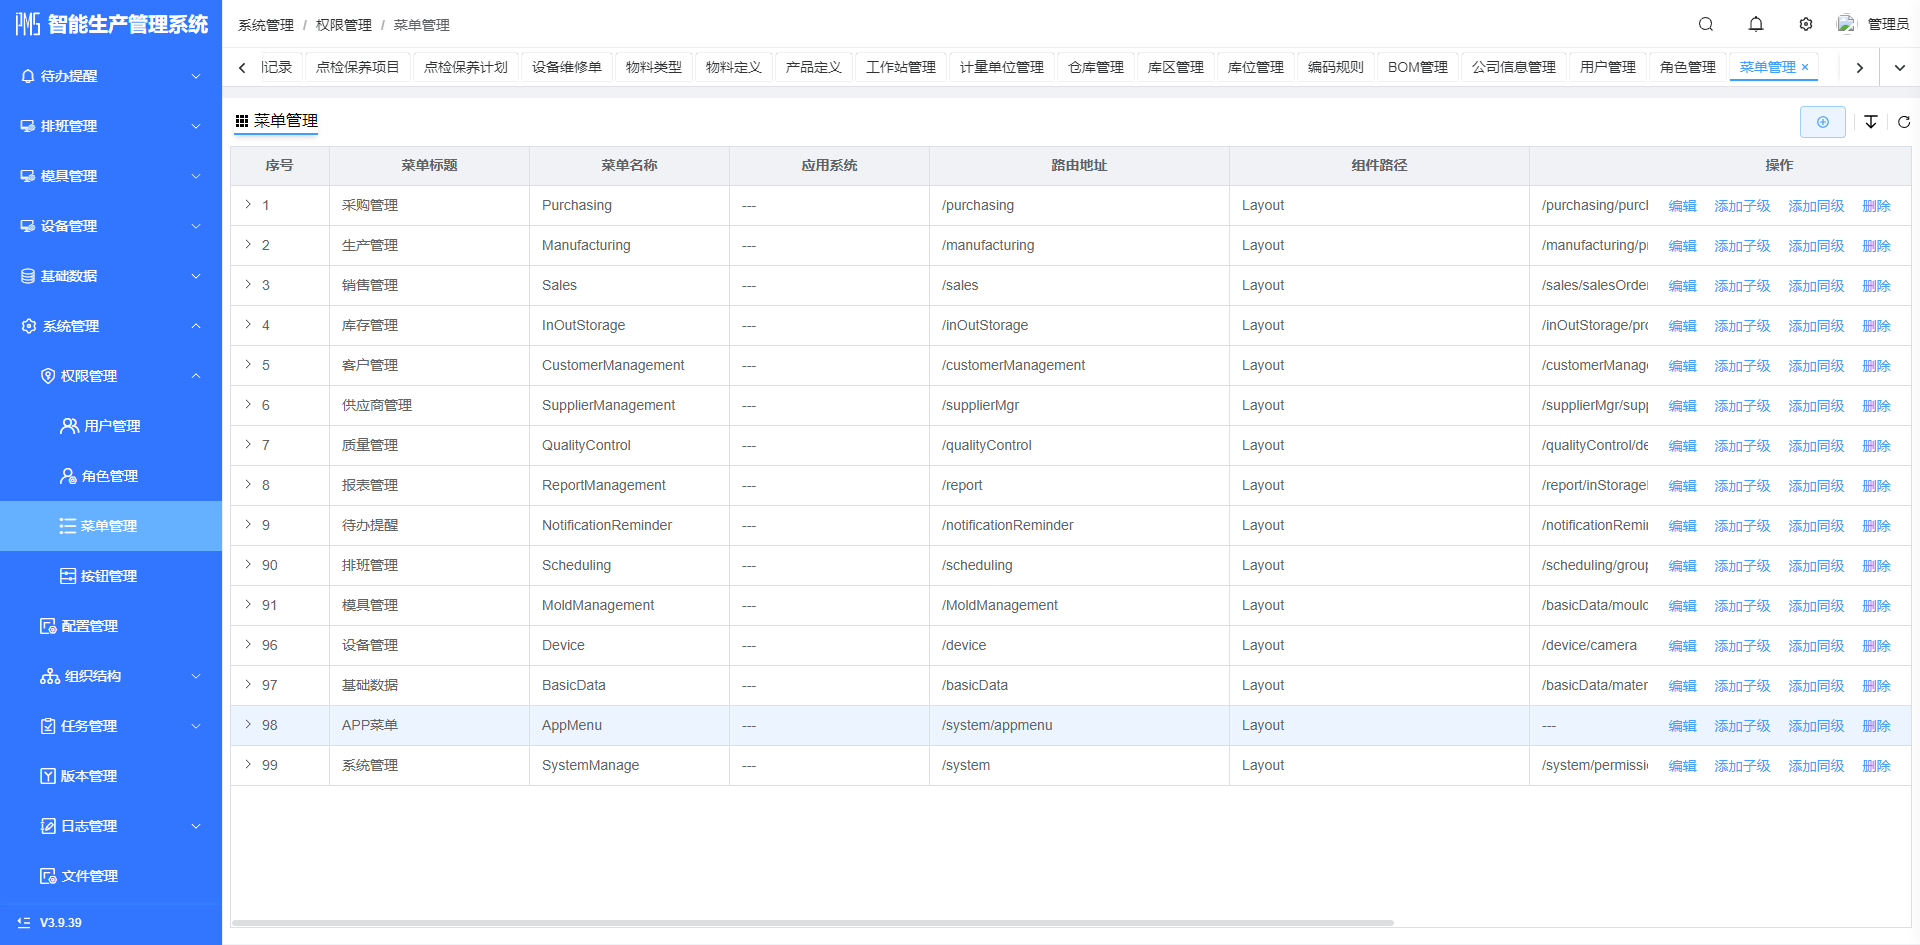 PMS 智能生产管理系统
待办提醒
排班管理
模具管理
设备管理
基础数据
系统管理
权限管理
用户管理
角色管理
菜单管理
按钮管理
配置管理
组织结构
任务管理
版本管理
日志管理
文件管理
V3.9.39
系统管理 / 权限管理 / 菜单管理
管理员
记录 点检保养项目 点检保养计划 设备维修单 物料类型 物料定义 产品定义 工作站管理 计量单位管理 仓库管理 库区管理 库位管理 编码规则 BOM管理 公司信息管理 用户管理 角色管理 菜单管理 ×
菜单管理
序号 菜单标题 菜单名称 应用系统 路由地址 组件路径 操作
1 采购管理 Purchasing --- /purchasing Layout /purchasing/purcl 编辑 添加子级 添加同级 删除
2 生产管理 Manufacturing --- /manufacturing Layout /manufacturing/p 编辑 添加子级 添加同级 删除
3 销售管理 Sales --- /sales Layout /sales/salesOrde 编辑 添加子级 添加同级 删除
4 库存管理 InOutStorage --- /inOutStorage Layout /inOutStorage/pr 编辑 添加子级 添加同级 删除
5 客户管理 CustomerManagement --- /customerManagement Layout /customerManag 编辑 添加子级 添加同级 删除
6 供应商管理 SupplierManagement --- /supplierMgr Layout /supplierMgr/sup 编辑 添加子级 添加同级 删除
7 质量管理 QualityControl --- /qualityControl Layout /qualityControl/de 编辑 添加子级 添加同级 删除
8 报表管理 ReportManagement --- /report Layout /report/inStorage 编辑 添加子级 添加同级 删除
9 待办提醒 NotificationReminder --- /notificationReminder Layout /notificationRemi 编辑 添加子级 添加同级 删除
90 排班管理 Scheduling --- /scheduling Layout /scheduling/group 编辑 添加子级 添加同级 删除
91 模具管理 MoldManagement --- /MoldManagement Layout /basicData/moulc 编辑 添加子级 添加同级 删除
96 设备管理 Device --- /device Layout /device/camera 编辑 添加子级 添加同级 删除
97 基础数据 BasicData --- /basicData Layout /basicData/mater 编辑 添加子级 添加同级 删除
98 APP菜单 AppMenu --- /system/appmenu Layout --- 编辑 添加子级 添加同级 删除
99 系统管理 SystemManage --- /system Layout /system/permissi 编辑 添加子级 添加同级 删除